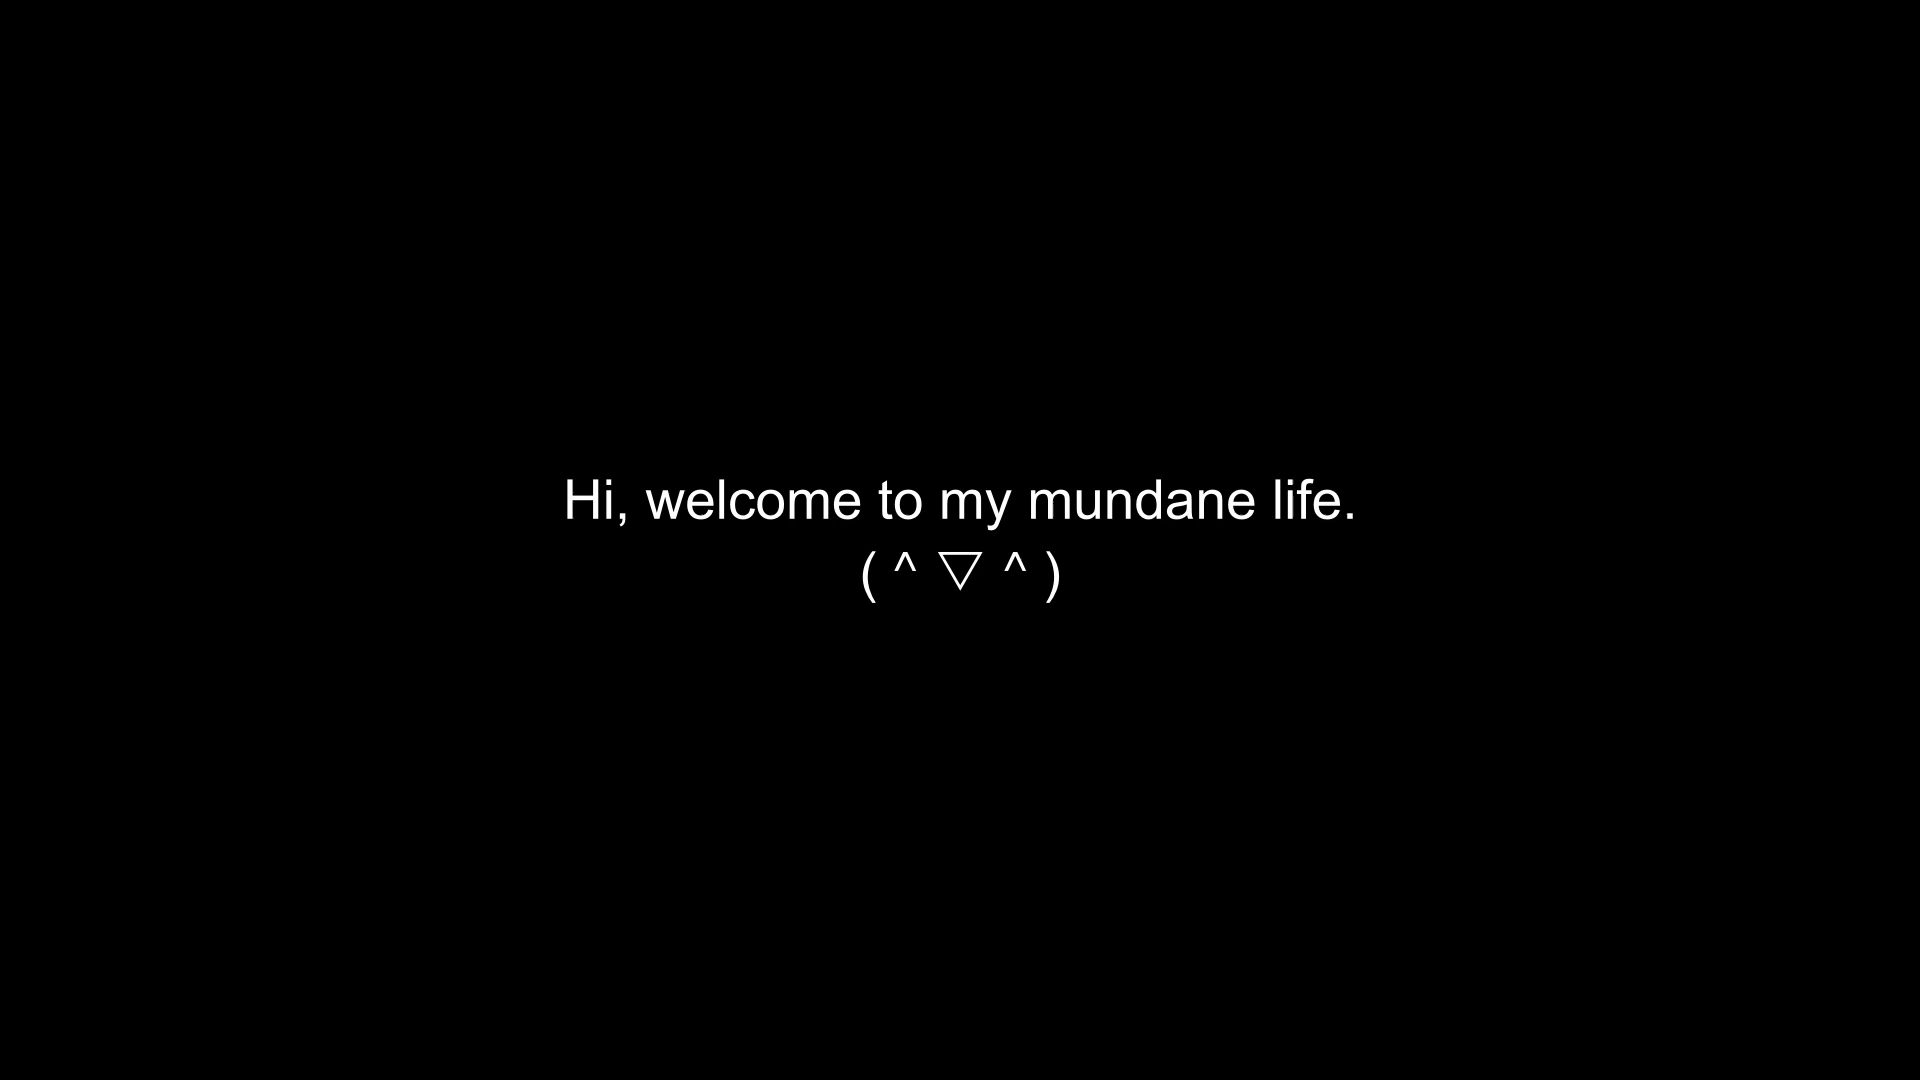 Hi, welcome to my mundane life.
( ^ ▽ ^ )